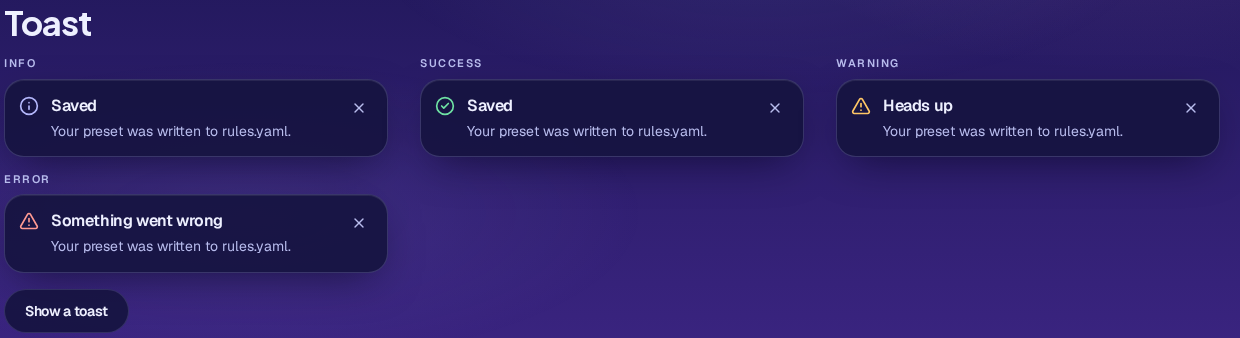 Toast
INFO
Saved
Your preset was written to rules.yaml.
SUCCESS
Saved
Your preset was written to rules.yaml.
WARNING
Heads up
Your preset was written to rules.yaml.
ERROR
Something went wrong
Your preset was written to rules.yaml.
Show a toast